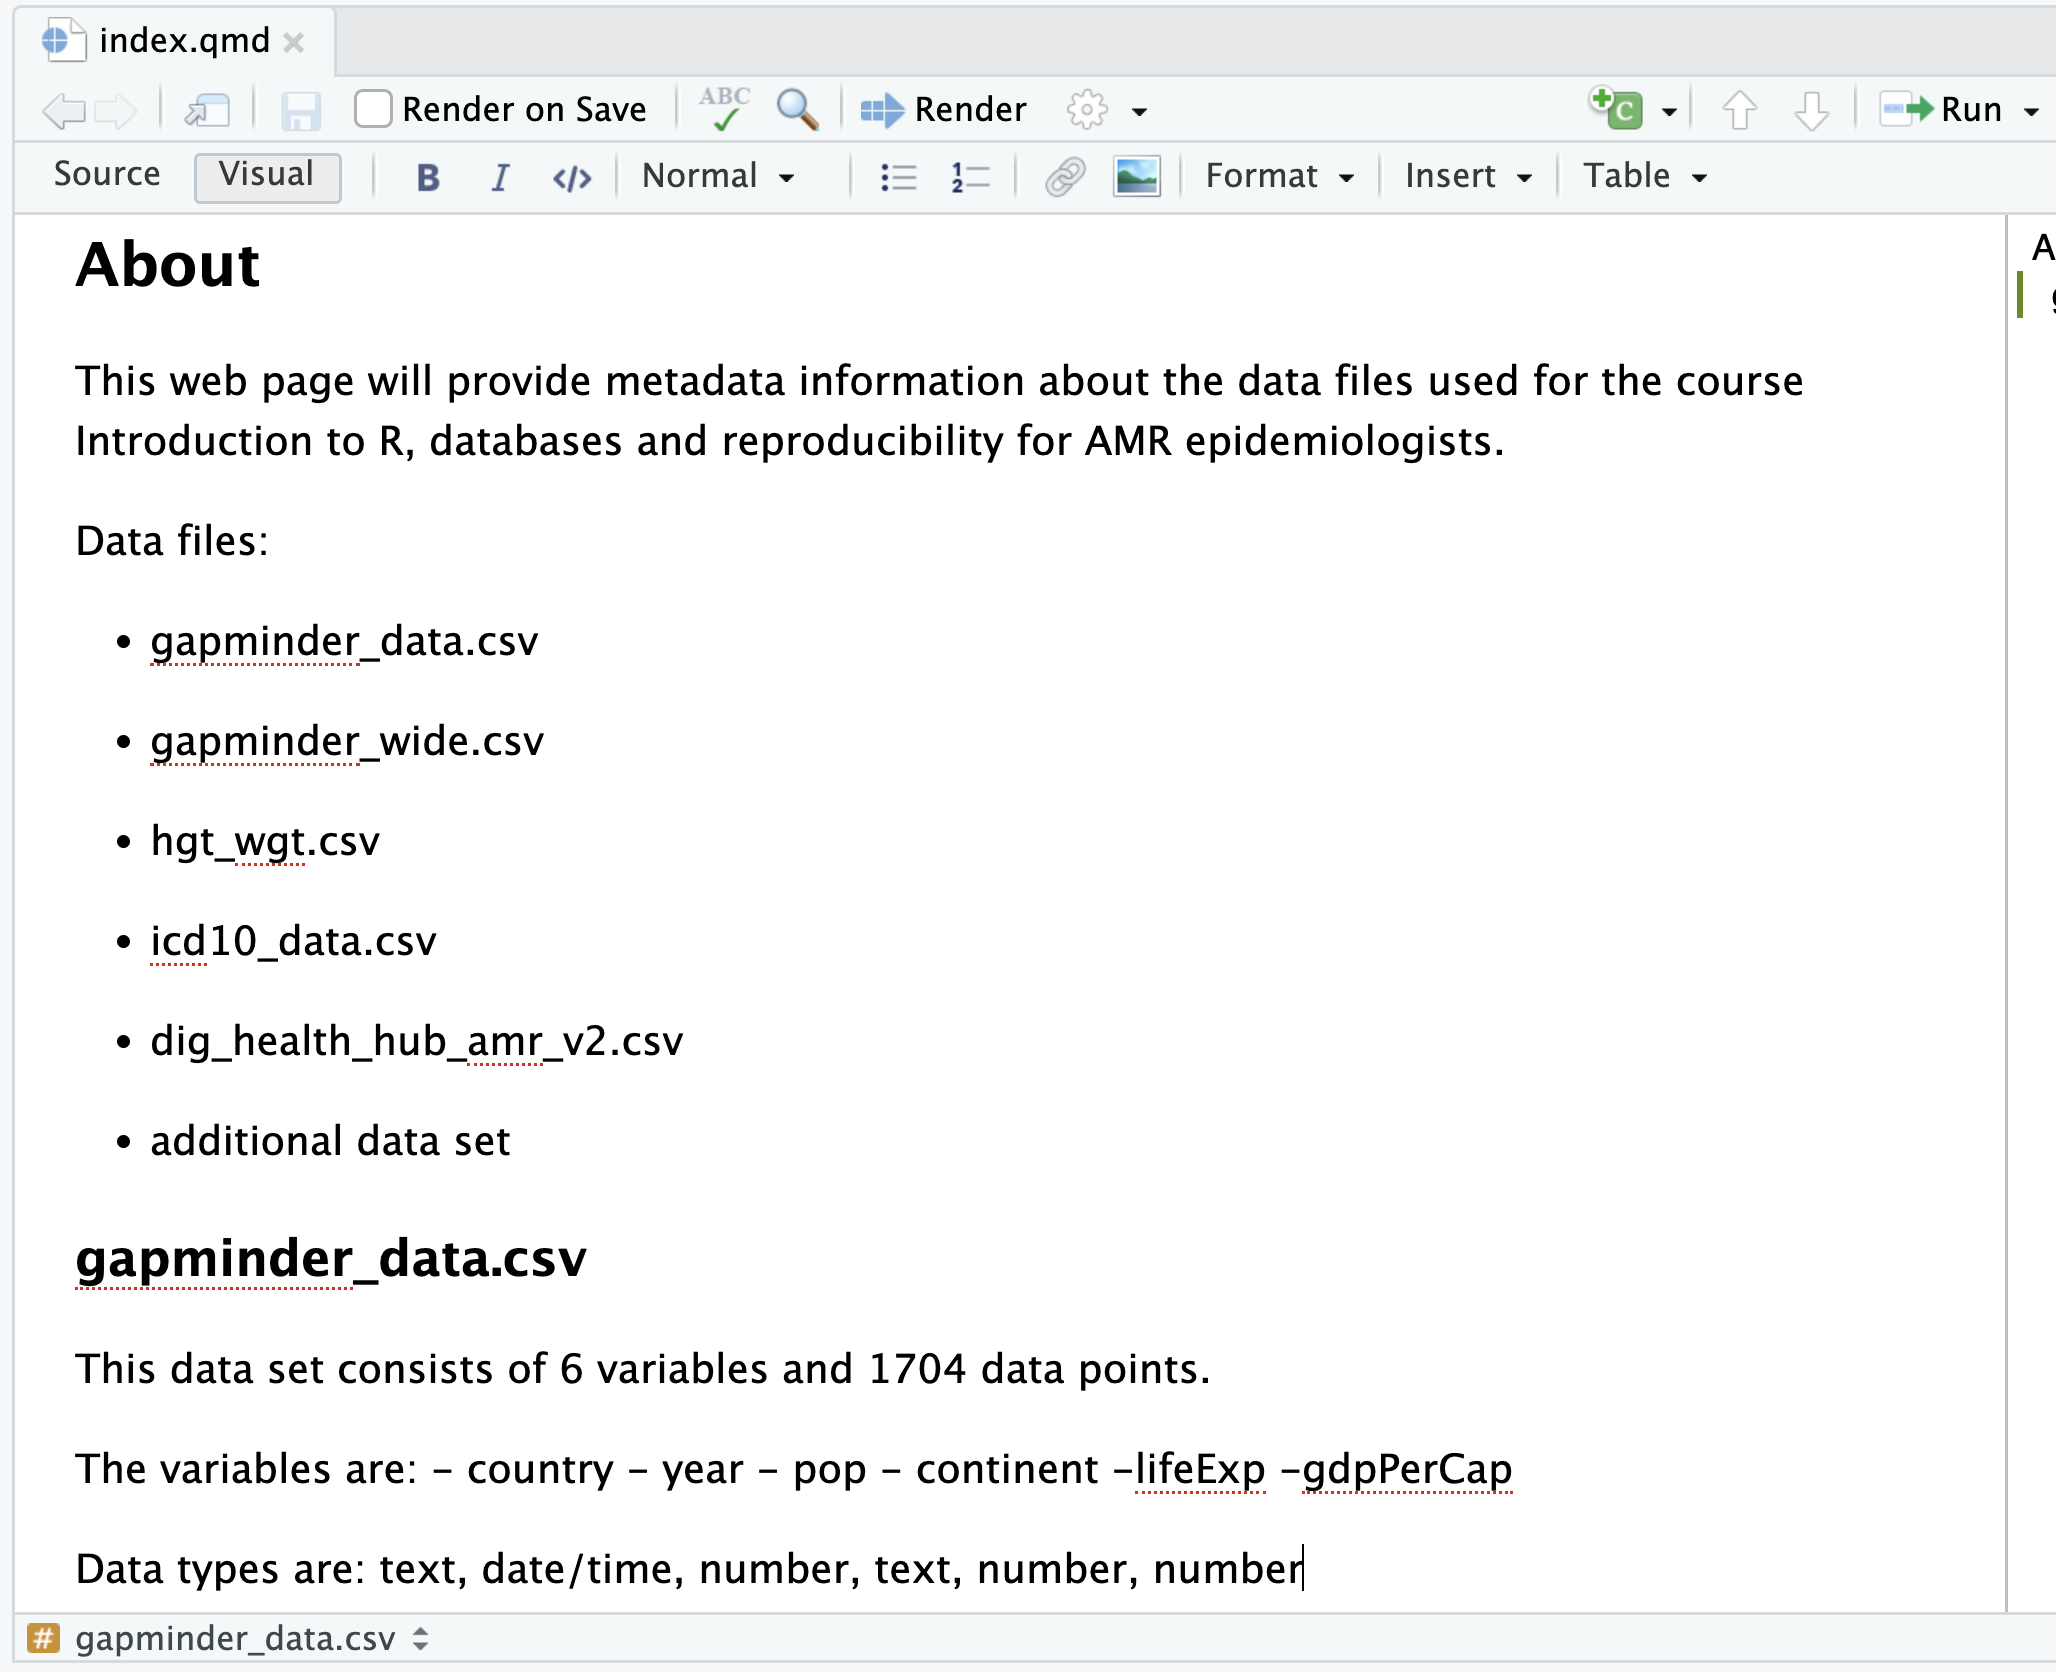 index.qmd
Render on Save ABC Render C Run
Source Visual B I </> Normal 1 2 Format Insert Table
About
A
This web page will provide metadata information about the data files used for the course
Introduction to R, databases and reproducibility for AMR epidemiologists.
Data files:
• gapminder_data.csv
• gapminder_wide.csv
• hgt_wgt.csv
• icd10_data.csv
• dig_health_hub_amr_v2.csv
• additional data set
gapminder_data.csv
This data set consists of 6 variables and 1704 data points.
The variables are: – country – year – pop – continent –lifeExp –gdpPerCap
Data types are: text, date/time, number, text, number, number
# gapminder_data.csv